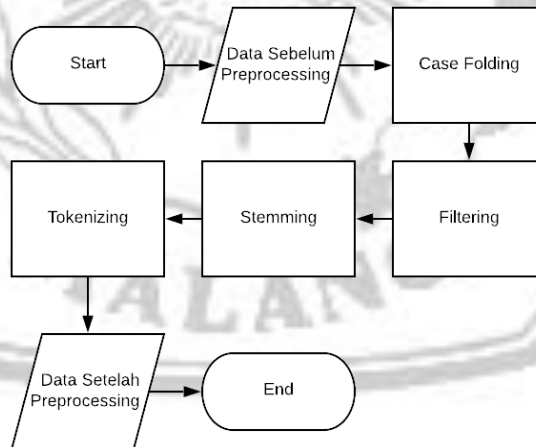 Start
Data Sebelum
Preprocessing
Case Folding
Filtering
Stemming
Tokenizing
Data Setelah
Preprocessing
End